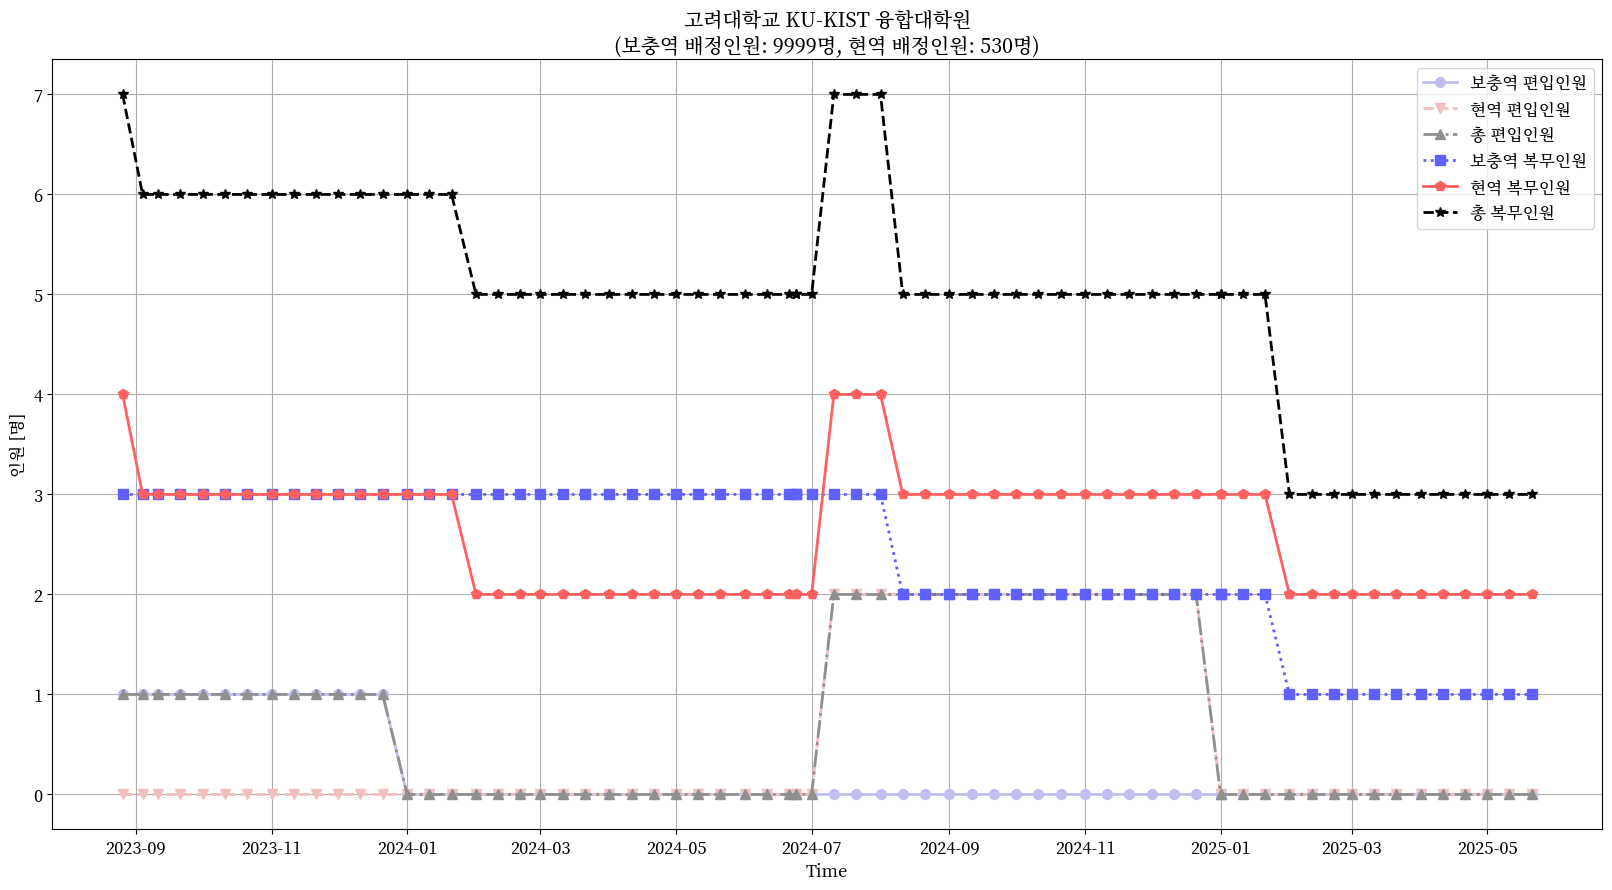 고려대학교 KU-KIST 융합대학원
(보충역 배정인원: 9999명, 현역 배정인원: 530명)
보충역 편입인원
현역 편입인원
총 편입인원
보충역 복무인원
현역 복무인원
총 복무인원
인원 [명]
7
6
5
4
3
2
1
0
2023-09 2023-11 2024-01 2024-03 2024-05 2024-07 2024-09 2024-11 2025-01 2025-03 2025-05
Time